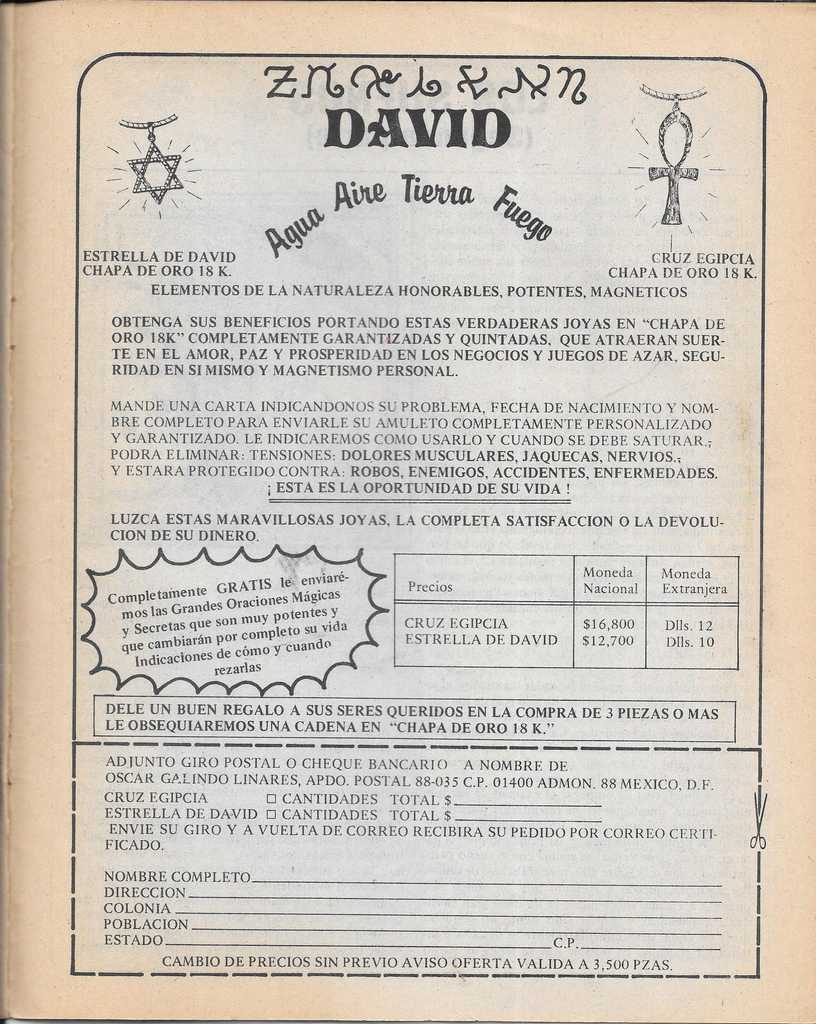 DAVID
Agua Aire Tierra Fuego
ESTRELLA DE DAVID
CHAPA DE ORO 18 K.
CRUZ EGIPCIA
CHAPA DE ORO 18 K.
ELEMENTOS DE LA NATURALEZA HONORABLES, POTENTES, MAGNETICOS
OBTENGA SUS BENEFICIOS PORTANDO ESTAS VERDADERAS JOYAS EN "CHAPA DE
ORO 18K" COMPLETAMENTE GARANTIZADAS Y QUINTADAS, QUE ATRAERAN SUER-
TE EN EL AMOR, PAZ Y PROSPERIDAD EN LOS NEGOCIOS Y JUEGOS DE AZAR, SEGU-
RIDAD EN SI MISMO Y MAGNETISMO PERSONAL.
MANDE UNA CARTA INDICANDONOS SU PROBLEMA, FECHA DE NACIMIENTO Y NOM-
BRE COMPLETO PARA ENVIARLE SU AMULETO COMPLETAMENTE PERSONALIZADO
Y GARANTIZADO. LE INDICAREMOS COMO USARLO Y CUANDO SE DEBE SATURAR.;
PODRA ELIMINAR: TENSIONES: DOLORES MUSCULARES, JAQUECAS, NERVIOS.;
Y ESTARA PROTEGIDO CONTRA: ROBOS, ENEMIGOS, ACCIDENTES, ENFERMEDADES.
¡ ESTA ES LA OPORTUNIDAD DE SU VIDA !
LUZCA ESTAS MARAVILLOSAS JOYAS, LA COMPLETA SATISFACCION O LA DEVOLU-
CION DE SU DINERO.
Completamente GRATIS le enviaré-
mos las Grandes Oraciones Mágicas
y Secretas que son muy potentes y
que cambiarán por completo su vida
Indicaciones de cómo y cuando
rezarlas
Precios Moneda Nacional Moneda Extranjera
CRUZ EGIPCIA $16,800 Dlls. 12
ESTRELLA DE DAVID $12,700 Dlls. 10
DELE UN BUEN REGALO A SUS SERES QUERIDOS EN LA COMPRA DE 3 PIEZAS O MAS
LE OBSEQUIAREMOS UNA CADENA EN "CHAPA DE ORO 18 K."
ADJUNTO GIRO POSTAL O CHEQUE BANCARIO A NOMBRE DE
OSCAR GALINDO LINARES, APDO. POSTAL 88-035 C.P. 01400 ADMON. 88 MEXICO, D.F.
CRUZ EGIPCIA □ CANTIDADES TOTAL $
ESTRELLA DE DAVID □ CANTIDADES TOTAL $
ENVIE SU GIRO Y A VUELTA DE CORREO RECIBIRA SU PEDIDO POR CORREO CERTI-
FICADO.
NOMBRE COMPLETO
DIRECCION
COLONIA
POBLACION
ESTADO C.P.
CAMBIO DE PRECIOS SIN PREVIO AVISO OFERTA VALIDA A 3,500 PZAS.